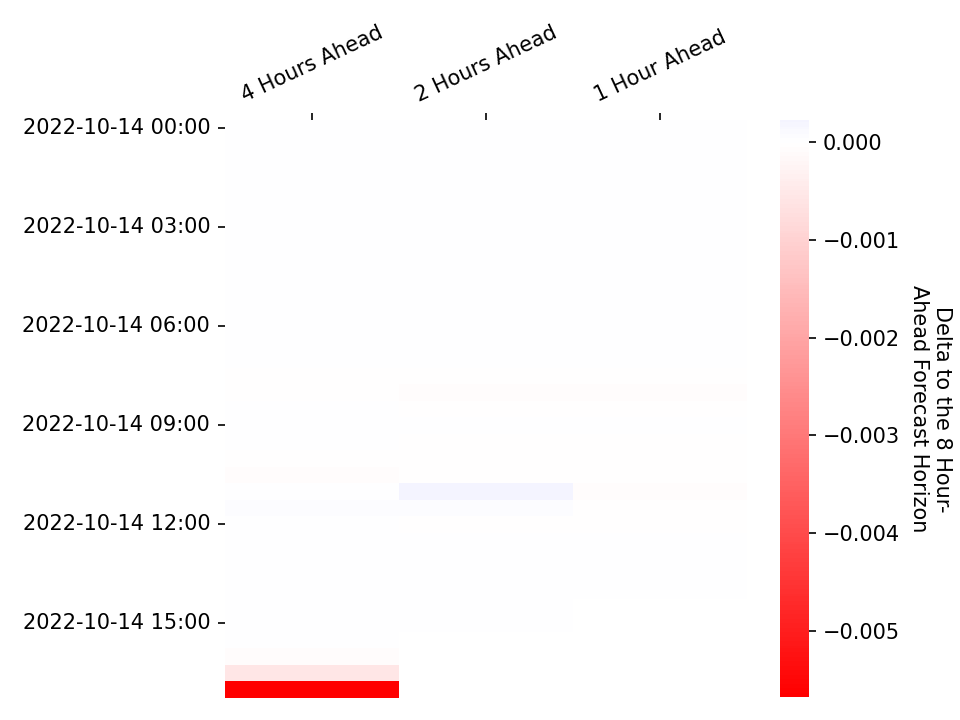 4 Hours Ahead
2 Hours Ahead
1 Hour Ahead
2022-10-14 00:00
2022-10-14 03:00
2022-10-14 06:00
2022-10-14 09:00
2022-10-14 12:00
2022-10-14 15:00
0.000
−0.001
−0.002
−0.003
−0.004
−0.005
Delta to the 8 Hour-
Ahead Forecast Horizon